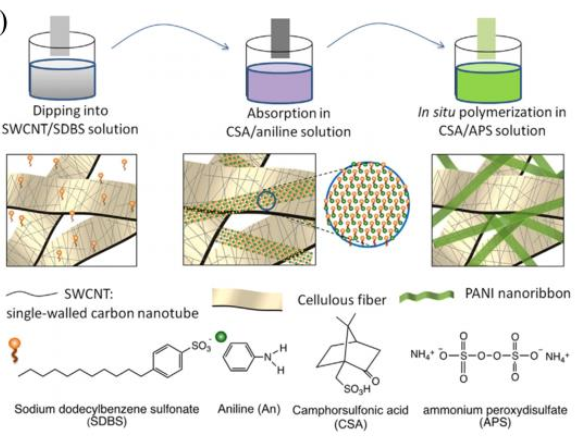 )
Dipping into
SWCNT/SDBS solution
Absorption in
CSA/aniline solution
In situ polymerization in
CSA/APS solution
SWCNT:
single-walled carbon nanotube
Cellulous fiber
PANI nanoribbon
SO3-
N
H
H
SO3H
O
NH4+ -O-S-O-O-S-O- NH4+
O O
O O
Sodium dodecylbenzene sulfonate
(SDBS)
Aniline (An)
Camphorsulfonic acid
(CSA)
ammonium peroxydisulfate
(APS)